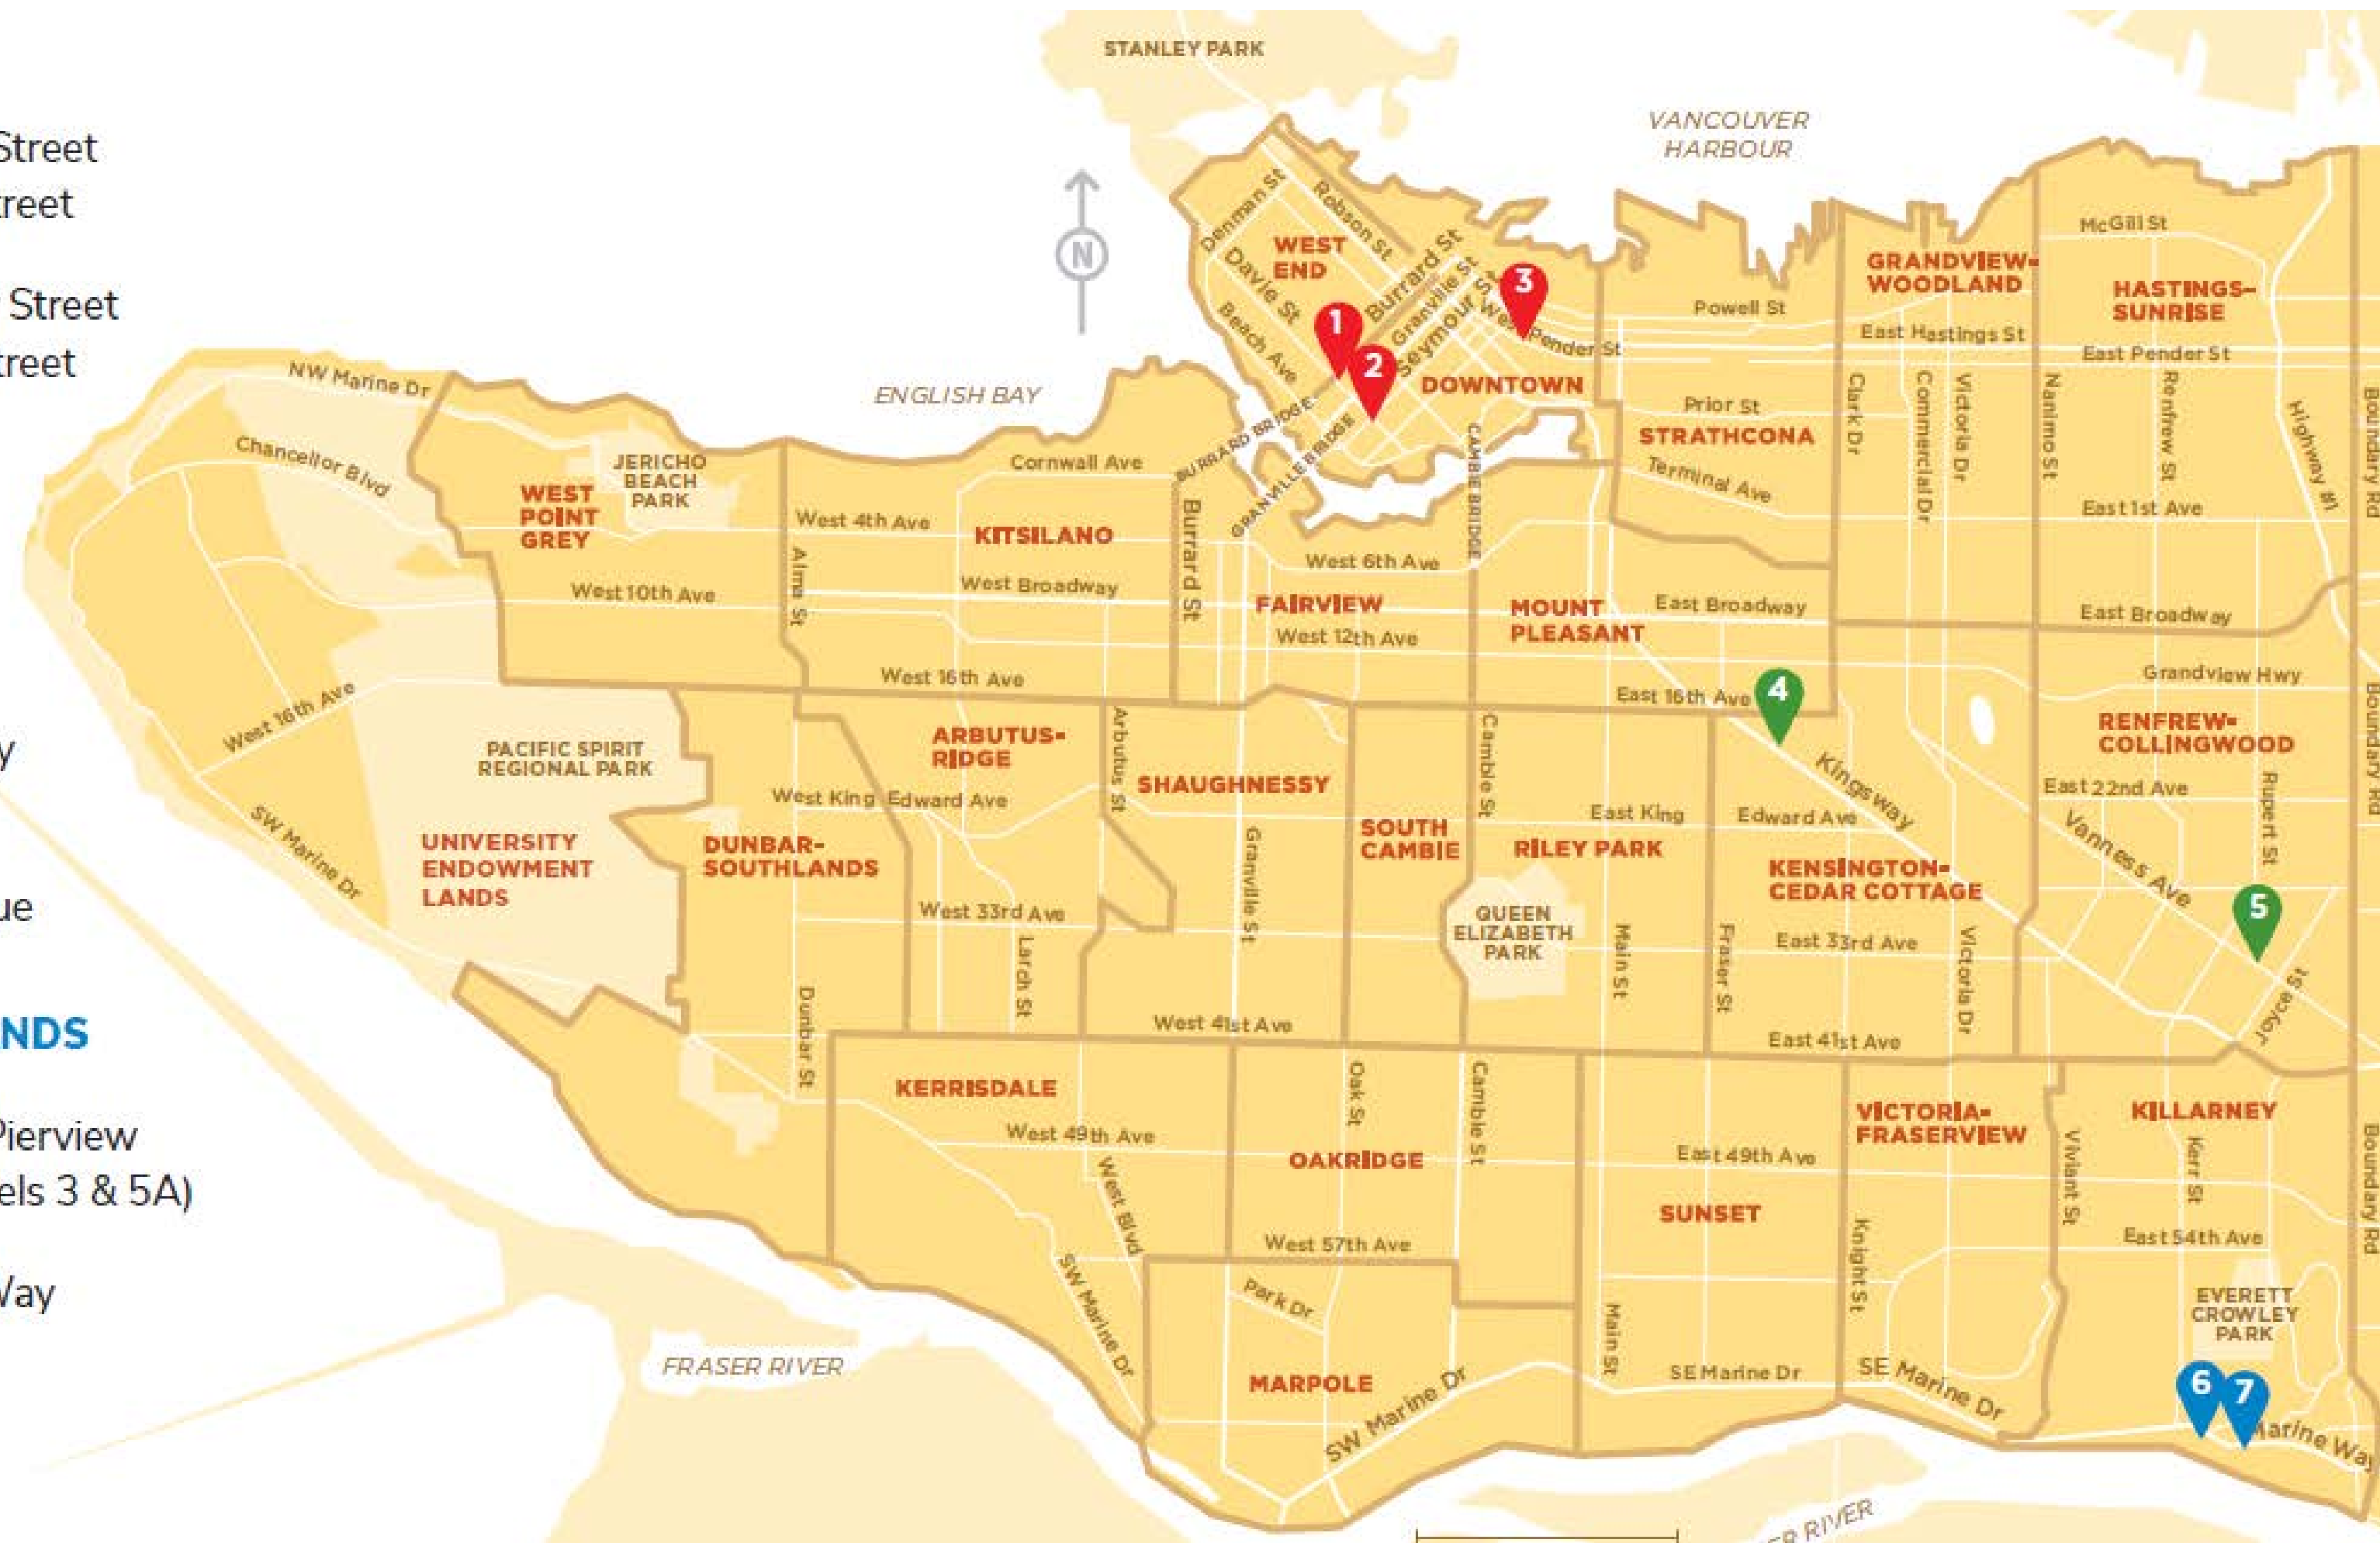 Street
treet
Street
treet
y
ue
NDS
Pierview
els 3 & 5A)
Way
STANLEY PARK
VANCOUVER
HARBOUR
N
ENGLISH BAY
Denman St
Robson St
WEST
END
Davie St
Beach Ave
Burrard St
Granville St
Seymour St
West Pender St
1
2
3
DOWNTOWN
BURRARD BRIDGE
GRANVILLE BRIDGE
CAMBIE BRIDGE
Powell St
GRANDVIEW-
WOODLAND
East Hastings St
McGill St
HASTINGS-
SUNRISE
East Pender St
Prior St
STRATHCONA
Terminal Ave
Clark Dr
Commercial Dr
Victoria Dr
Nanimo St
Renfrew St
Highway #1
Boundary Rd
East 1st Ave
NW Marine Dr
Chancellor Blvd
WEST
POINT
GREY
JERICHO
BEACH
PARK
Cornwall Ave
West 4th Ave
KITSILANO
Alma St
Burrard St
West 10th Ave
West Broadway
West 6th Ave
FAIRVIEW
West 12th Ave
MOUNT
PLEASANT
East Broadway
East Broadway
West 16th Ave
West 16th Ave
East 16th Ave
4
Grandview Hwy
PACIFIC SPIRIT
REGIONAL PARK
ARBUTUS-
RIDGE
Arbutus St
SHAUGHNESSY
Cambie St
Kingsway
RENFREW-
COLLINGWOOD
East 22nd Ave
Rupert St
Boundary Rd
West King Edward Ave
East King Edward Ave
SW Marine Dr
UNIVERSITY
ENDOWMENT
LANDS
DUNBAR-
SOUTHLANDS
Granville St
SOUTH
CAMBIE
RILEY PARK
KENSINGTON-
CEDAR COTTAGE
Vanness Ave
5
West 33rd Ave
Larch St
QUEEN
ELIZABETH
PARK
Main St
Fraser St
East 33rd Ave
Victoria Dr
Joyce St
Dunbar St
West 41st Ave
East 41st Ave
KERRISDALE
Oak St
Cambie St
West 49th Ave
West Blvd
OAKRIDGE
East 49th Ave
VICTORIA-
FRASERVIEW
Viviant St
KILLARNEY
Kerr St
Boundary Rd
SUNSET
West 57th Ave
East 54th Ave
Knight St
SW Marine Dr
Park Dr
Main St
EVERETT
CROWLEY
PARK
FRASER RIVER
MARPOLE
SW Marine Dr
SE Marine Dr
SE Marine Dr
6
7
Marine Way
ER RIVER